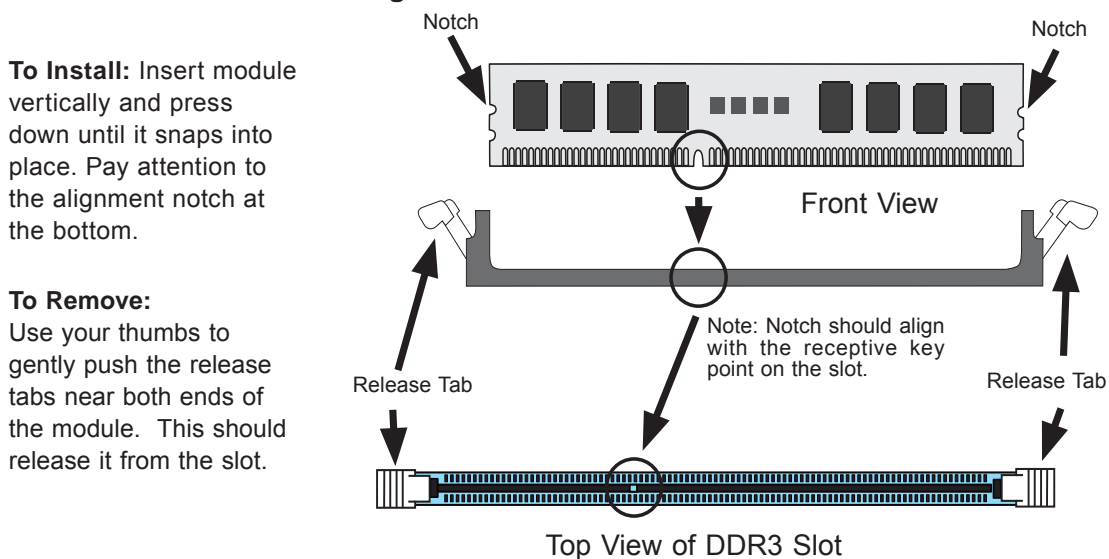 Notch
Notch
To Install: Insert module
vertically and press
down until it snaps into
place. Pay attention to
the alignment notch at
the bottom.
Front View
To Remove:
Use your thumbs to
gently push the release
tabs near both ends of
the module. This should
release it from the slot.
Note: Notch should align
with the receptive key
point on the slot.
Release Tab
Release Tab
Top View of DDR3 Slot